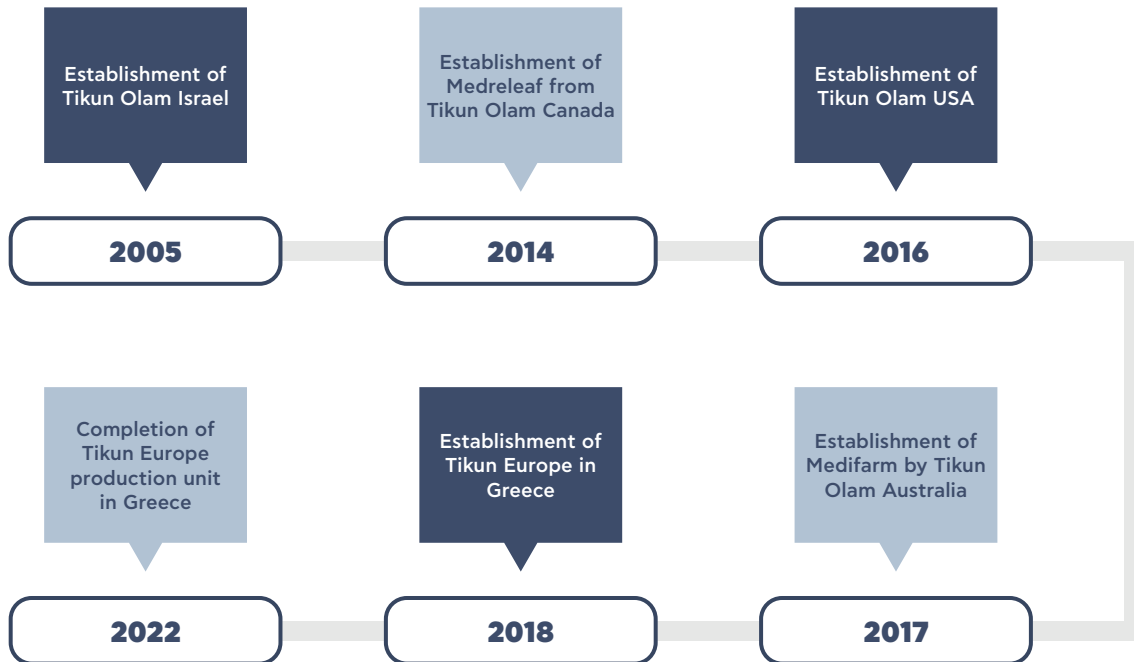 Establishment of
Tikun Olam Israel
2005
Establishment of
Medreleaf from
Tikun Olam Canada
2014
Establishment of
Tikun Olam USA
2016
Establishment of
Medifarm by Tikun
Olam Australia
2017
Establishment of
Tikun Europe in
Greece
2018
Completion of
Tikun Europe
production unit
in Greece
2022